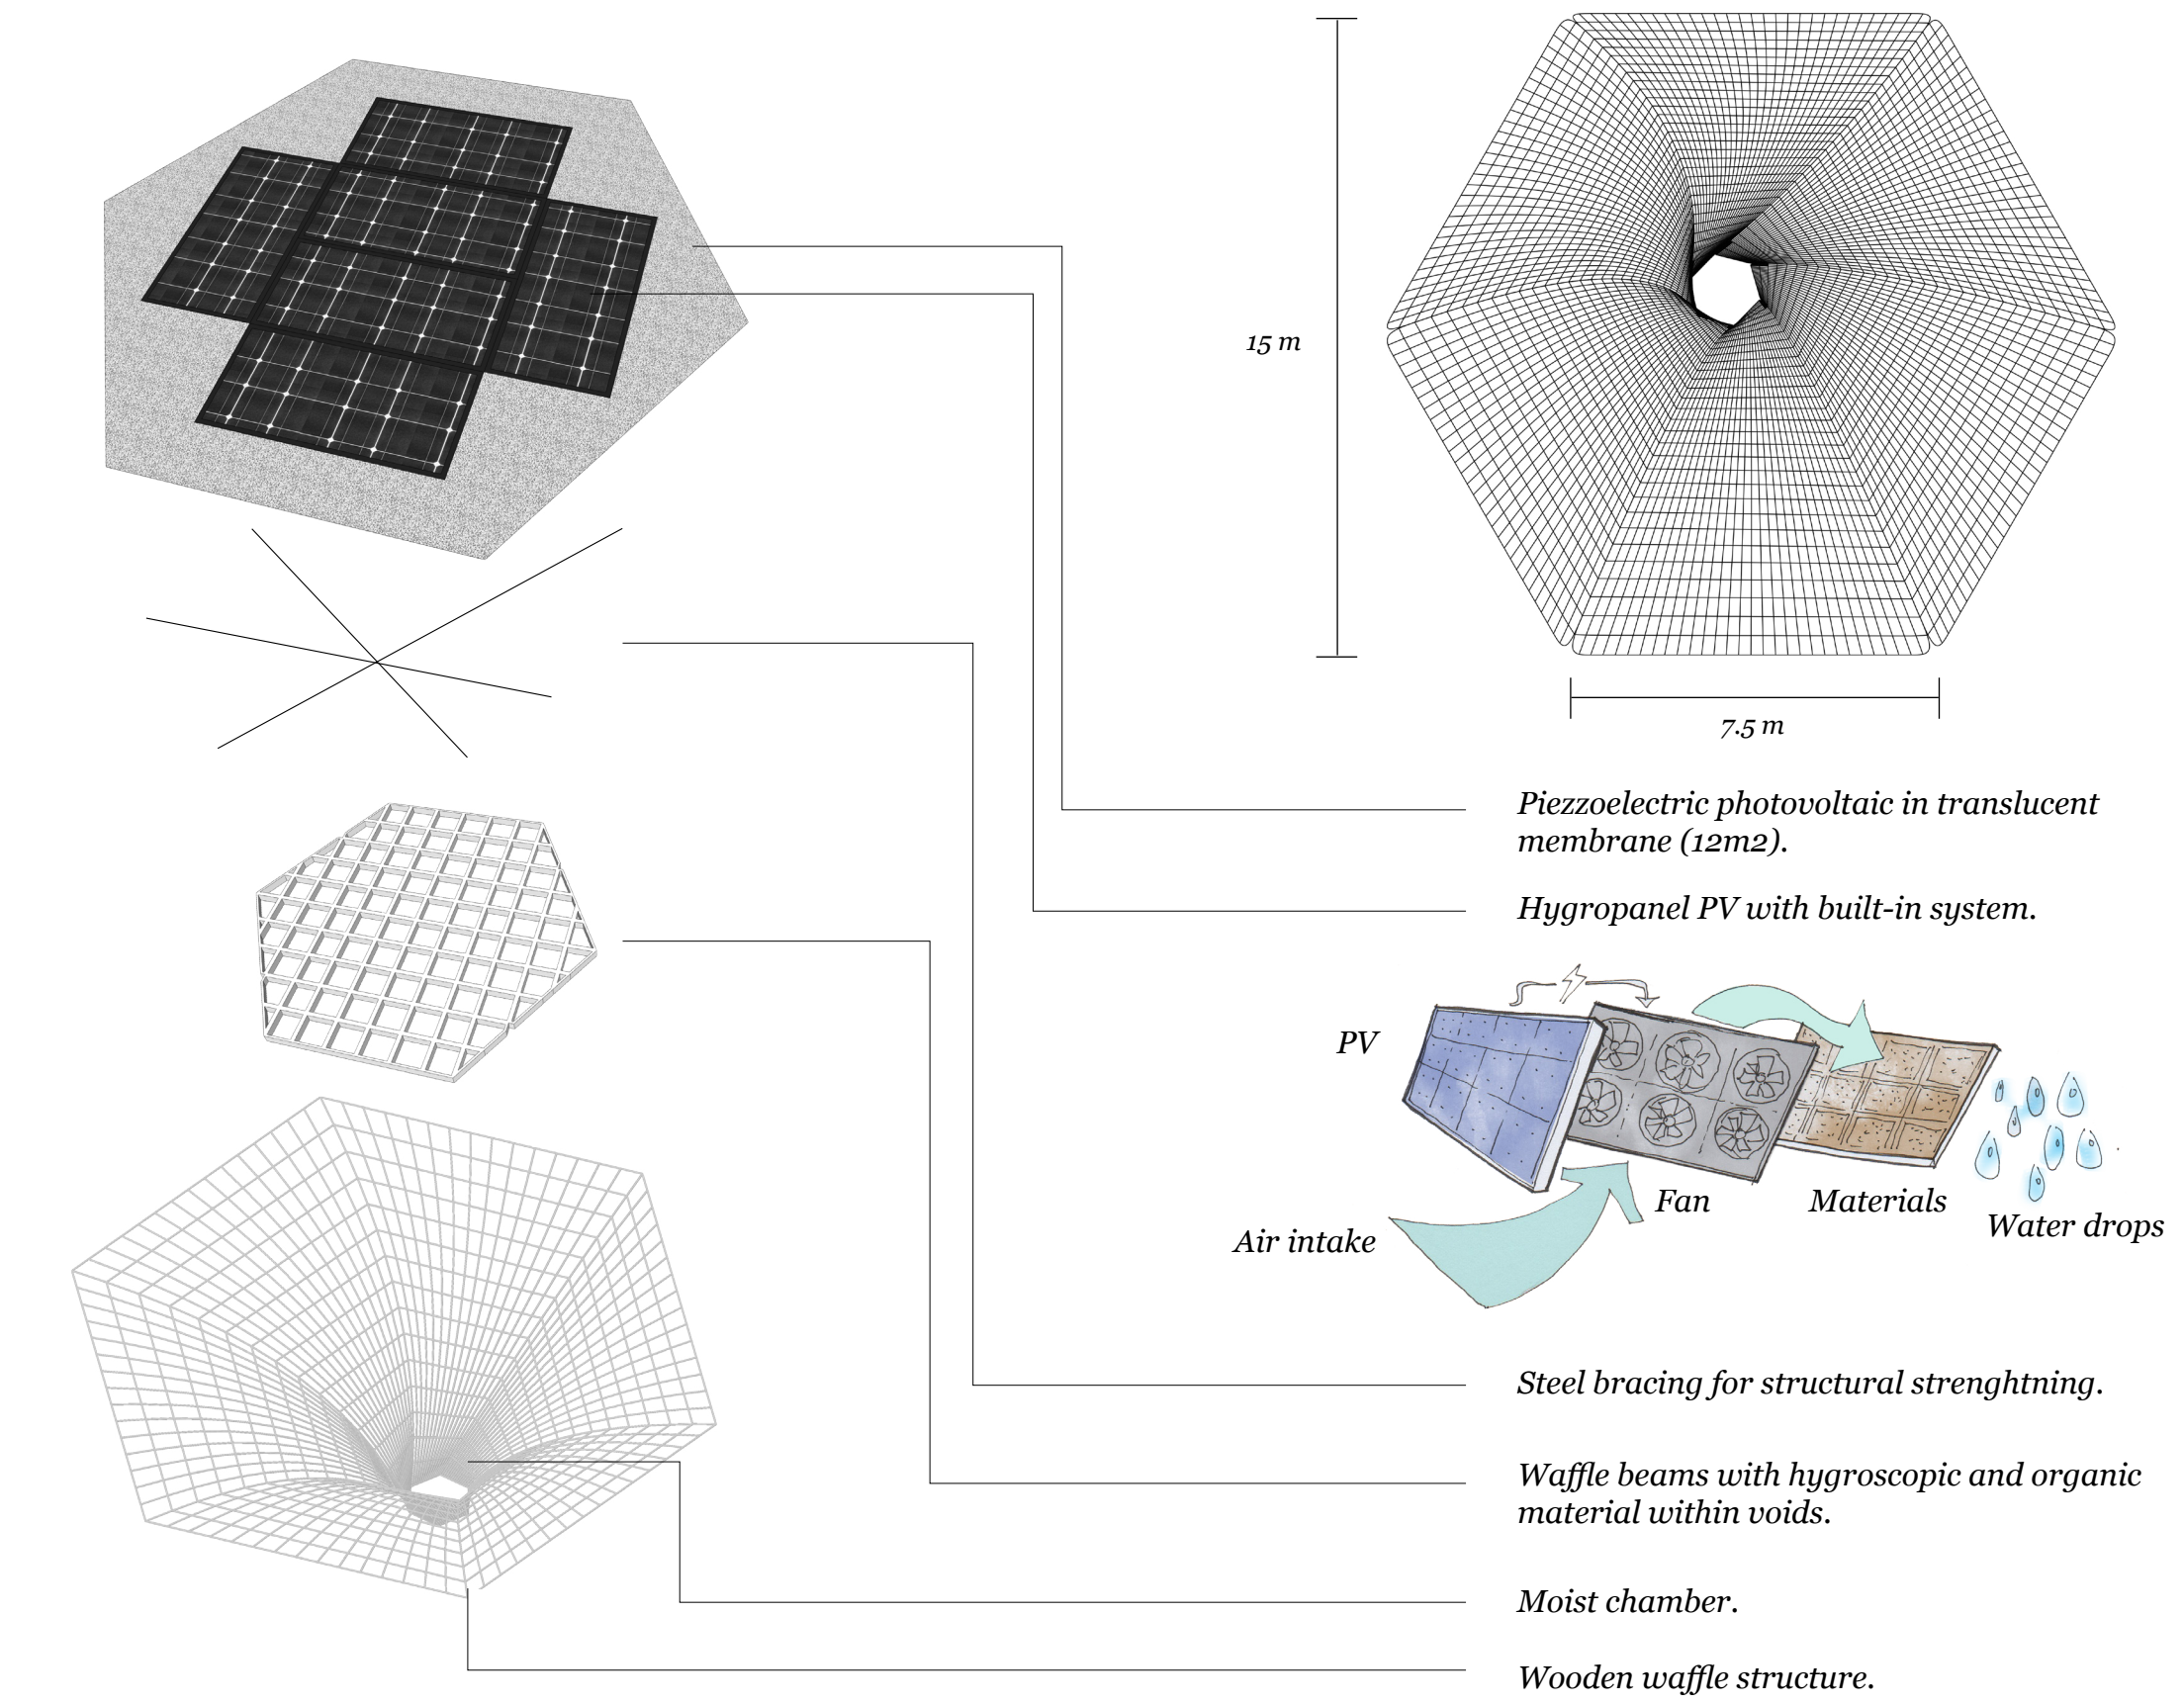 15 m
7.5 m
Piezzoelectric photovoltaic in translucent
membrane (12m2).
Hygropanel PV with built-in system.
PV
Fan
Materials
Water drops
Air intake
Steel bracing for structural strenghtning.
Waffle beams with hygroscopic and organic
material within voids.
Moist chamber.
Wooden waffle structure.